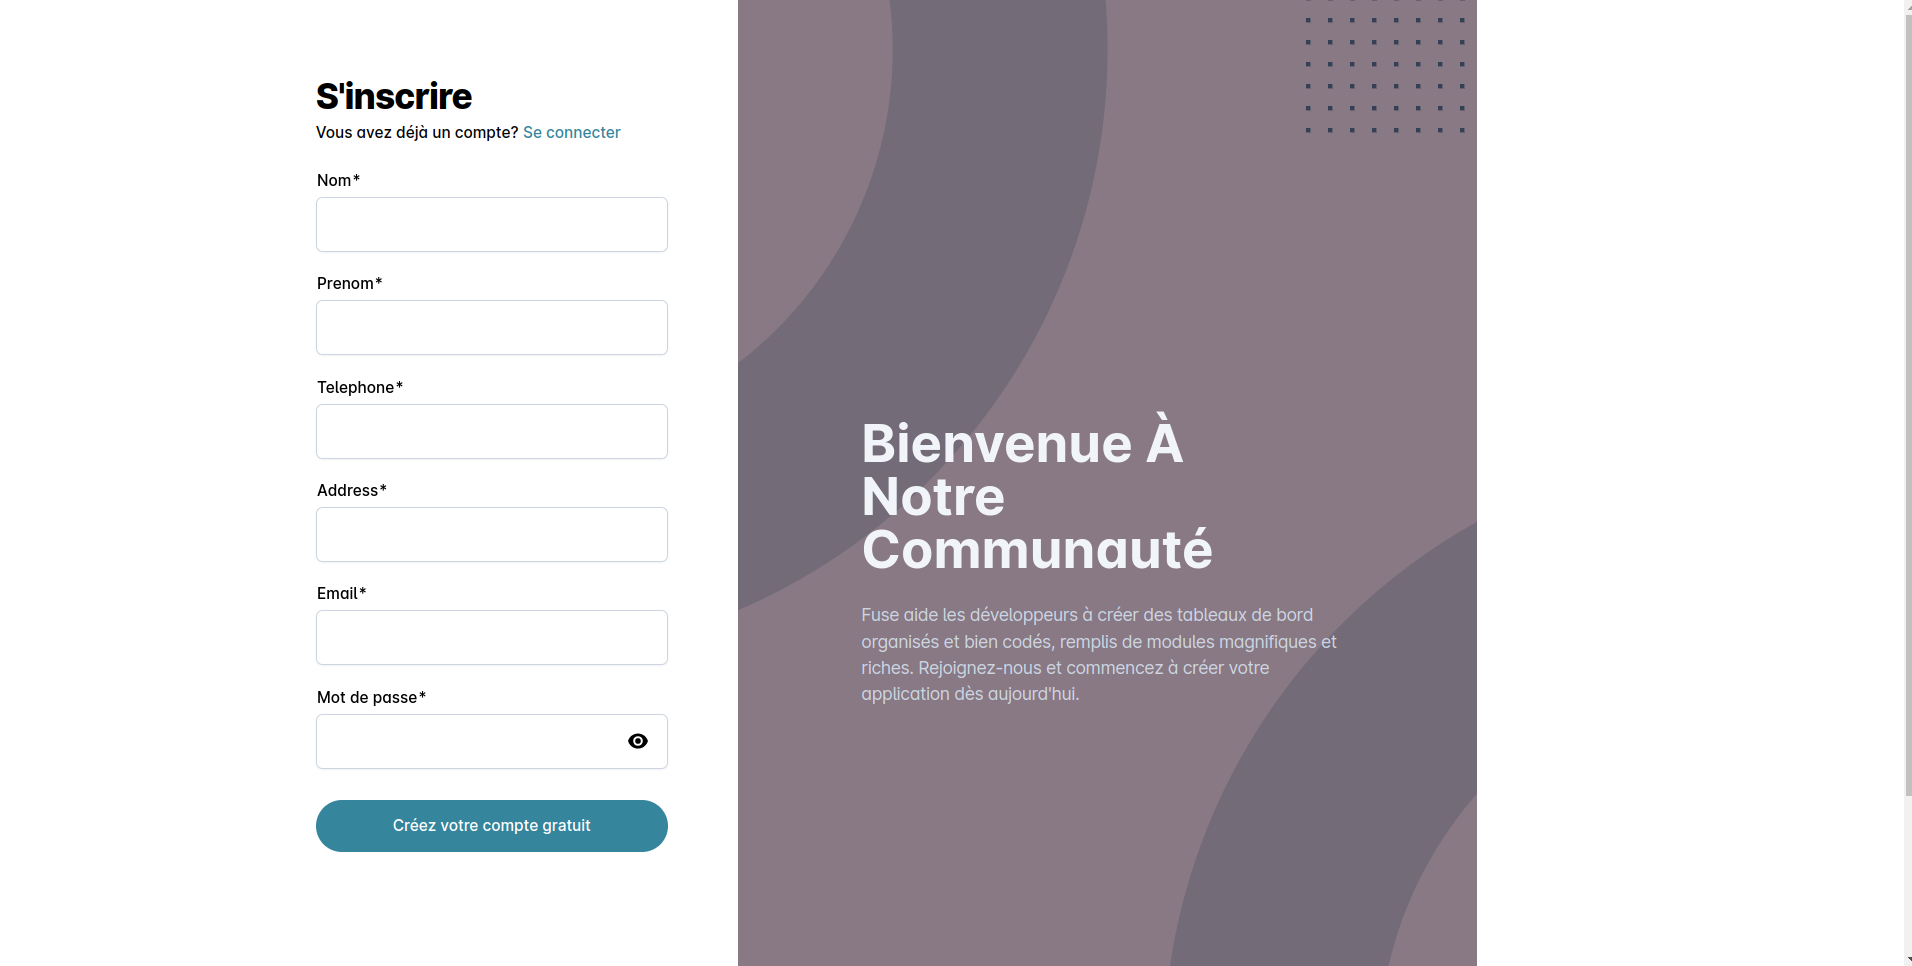 S'inscrire
Vous avez déjà un compte? Se connecter
Nom*
Prenom*
Telephone*
Address*
Email*
Mot de passe*
Créez votre compte gratuit
Bienvenue À
Notre
Communauté
Fuse aide les développeurs à créer des tableaux de bord
organisés et bien codés, remplis de modules magnifiques et
riches. Rejoignez-nous et commencez à créer votre
application dès aujourd'hui.